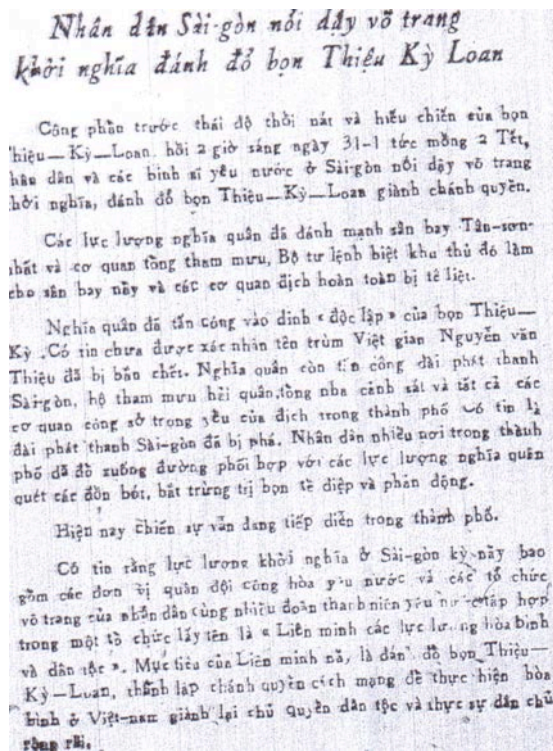 Nhân dân Sài-gòn nổi dậy võ trang
khởi nghĩa đánh đổ bọn Thiệu Kỳ Loan
Công phẫn trước thái độ thối nát và hiếu chiến của bọn
hiệu—Kỳ—Loan, hồi 2 giờ sáng ngày 31-1 tức mồng 2 Tết,
hân dân và các binh sĩ yêu nước ở Sài-gòn nổi dậy võ trang
hởi nghĩa, đánh đổ bọn Thiệu—Kỳ—Loan giành chánh quyền.
Các lực lượng nghĩa quân đã đánh mạnh sân bay Tân-sơn-
nhất và cơ quan tổng tham mưu, Bộ tư lệnh biệt khu thủ đô làm
cho sân bay này và các cơ quan địch hoàn toàn bị tê liệt.
Nghĩa quân đã tấn công vào dinh « độc lập » của bọn Thiệu—
Kỳ. Có tin chưa được xác nhận tên trùm Việt gian Nguyễn văn
Thiệu đã bị bắn chết. Nghĩa quân còn tấn công đài phát thanh
Sài-gòn, bộ tham mưu hải quân, tổng nha cảnh sát và tất cả các
cơ quan công sở trọng yếu của địch trong thành phố. Có tin là
đài phát thanh Sài-gòn đã bị phá. Nhân dân nhiều nơi trong thành
phố đã đổ xuống đường phối hợp với các lực lượng nghĩa quân
quét các đồn bót, bắt trừng trị bọn tề điệp và phản động.
Hiện nay chiến sự vẫn đang tiếp diễn trong thành phố.
Có tin rằng lực lượng khởi nghĩa ở Sài-gòn kỳ này bao
gồm các đơn vị quân đội cộng hòa yêu nước và các tổ chức
võ trang của nhân dân cùng nhiều đoàn thanh niên yêu nước tập hợp
trong một tổ chức lấy tên là « Liên minh các lực lượng hòa bình
và dân tộc ». Mục tiêu của Liên minh nầy là đánh đổ bọn Thiệu—
Kỳ—Loan, thành lập chánh quyền cách mạng để thực hiện hòa
bình ở Việt-nam giành lại chủ quyền dân tộc và thực sự dân chủ
rộng rãi.